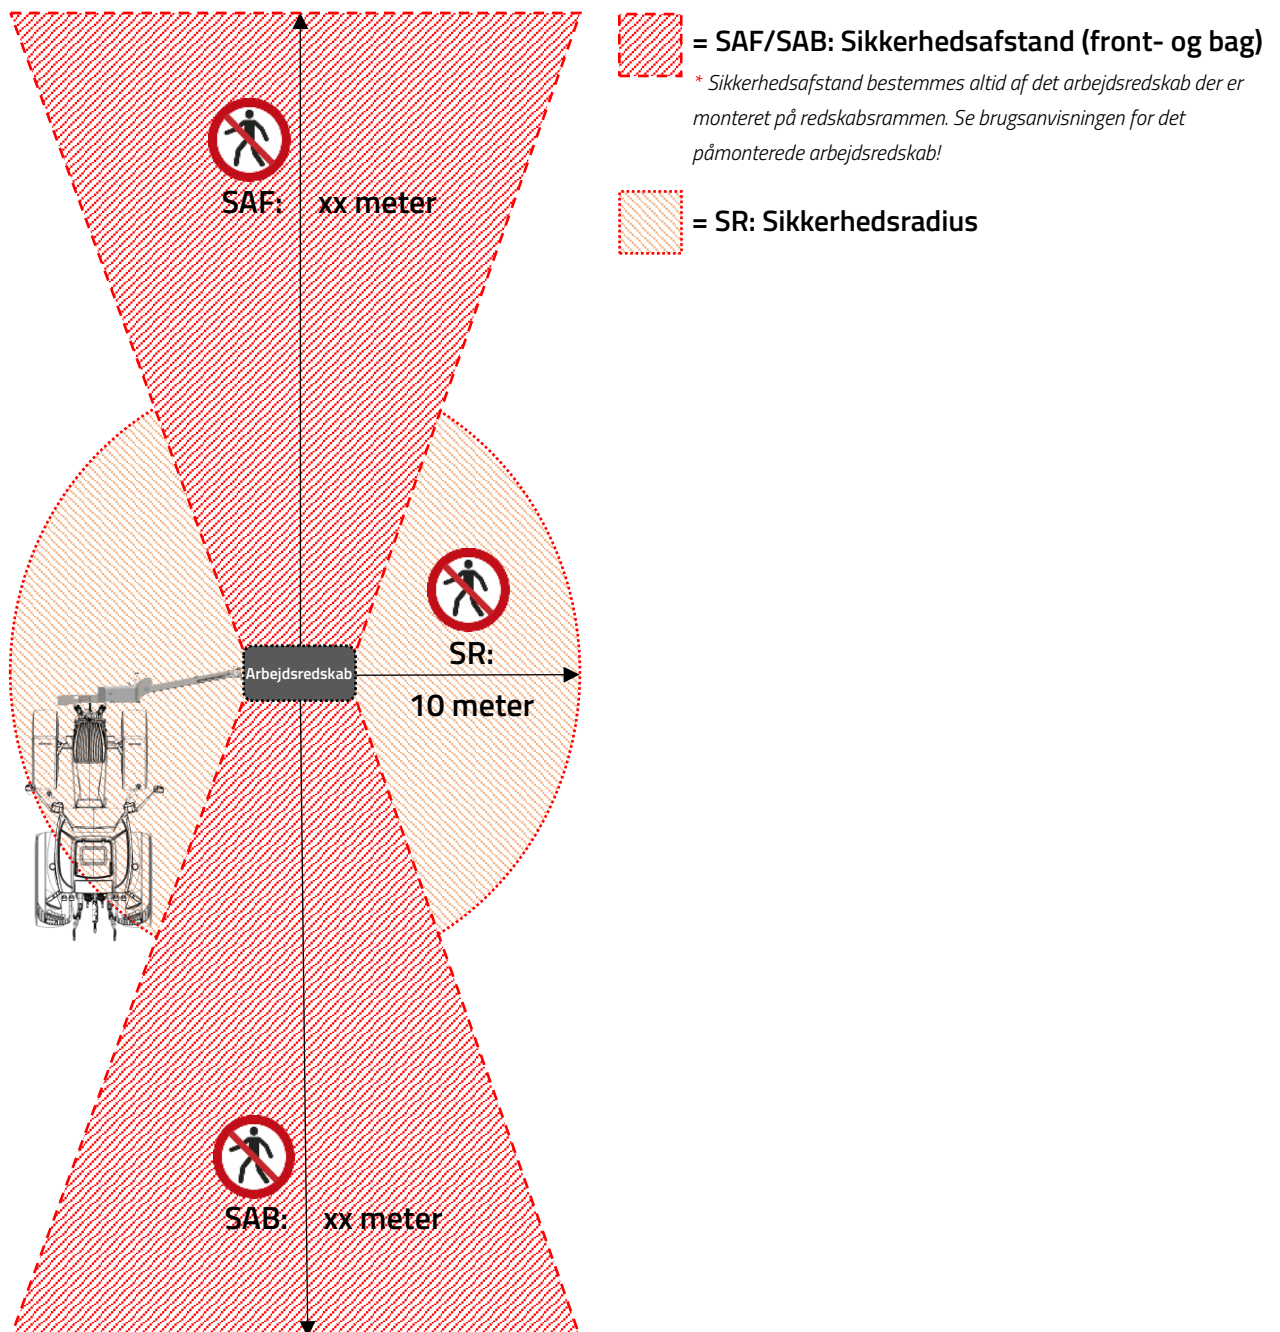 = SAF/SAB: Sikkerhedsafstand (front- og bag)
* Sikkerhedsafstand bestemmes altid af det arbejdsredskab der er
monteret på redskabsrammen. Se brugsanvisningen for det
påmonterede arbejdsredskab!
= SR: Sikkerhedsradius
SAF: xx meter
SR:
10 meter
Arbejdsredskab
SAB: xx meter